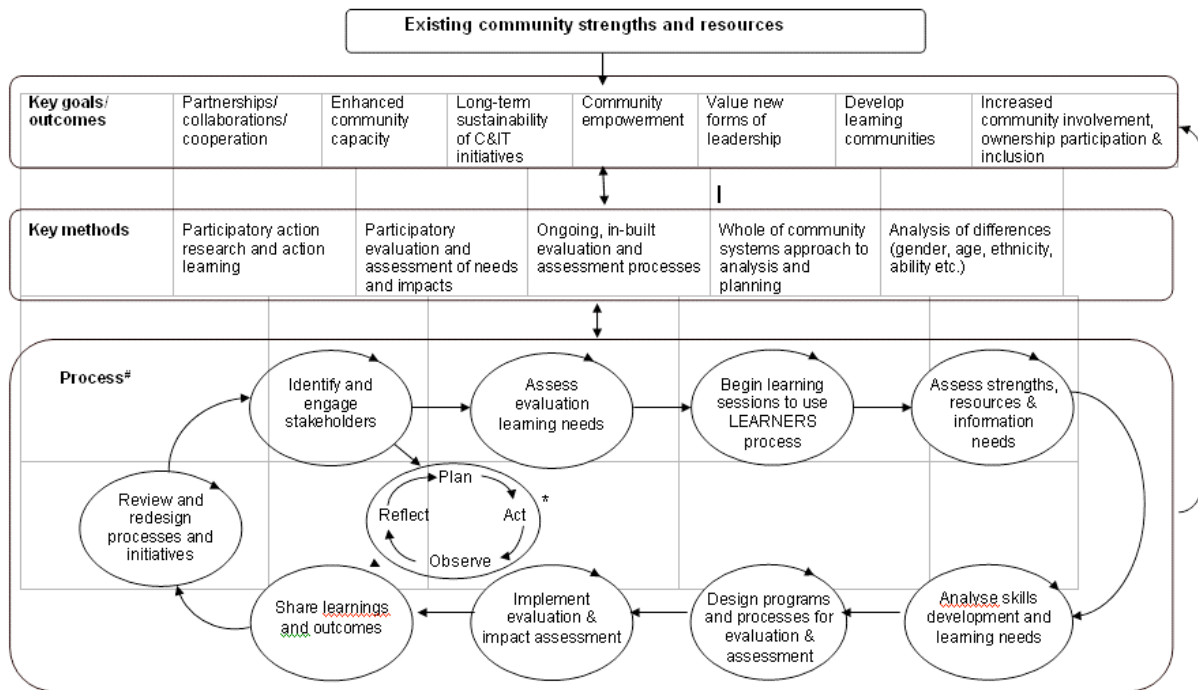 Existing community strengths and resources
Key goals/
outcomes
Partnerships/
collaborations/
cooperation
Enhanced
community
capacity
Long-term
sustainability
of C&IT
initiatives
Community
empowerment
Value new
forms of
leadership
Develop
learning
communities
Increased
community involvement,
ownership participation &
inclusion
Key methods
Participatory action
research and action
learning
Participatory
evaluation and
assessment of needs
and impacts
Ongoing, in-built
evaluation and
assessment processes
Whole of community
systems approach to
analysis and
planning
Analysis of differences
(gender, age, ethnicity,
ability etc.)
Process#
Identify and
engage
stakeholders
Assess
evaluation
learning needs
Begin learning
sessions to use
LEARNERS
process
Assess strengths,
resources &
information
needs
Review and
redesign
processes and
initiatives
Plan
*
Reflect
Act
Observe
Share learnings
and outcomes
Implement
evaluation &
impact assessment
Design programs
and processes for
evaluation &
assessment
Analyse skills
development and
learning needs